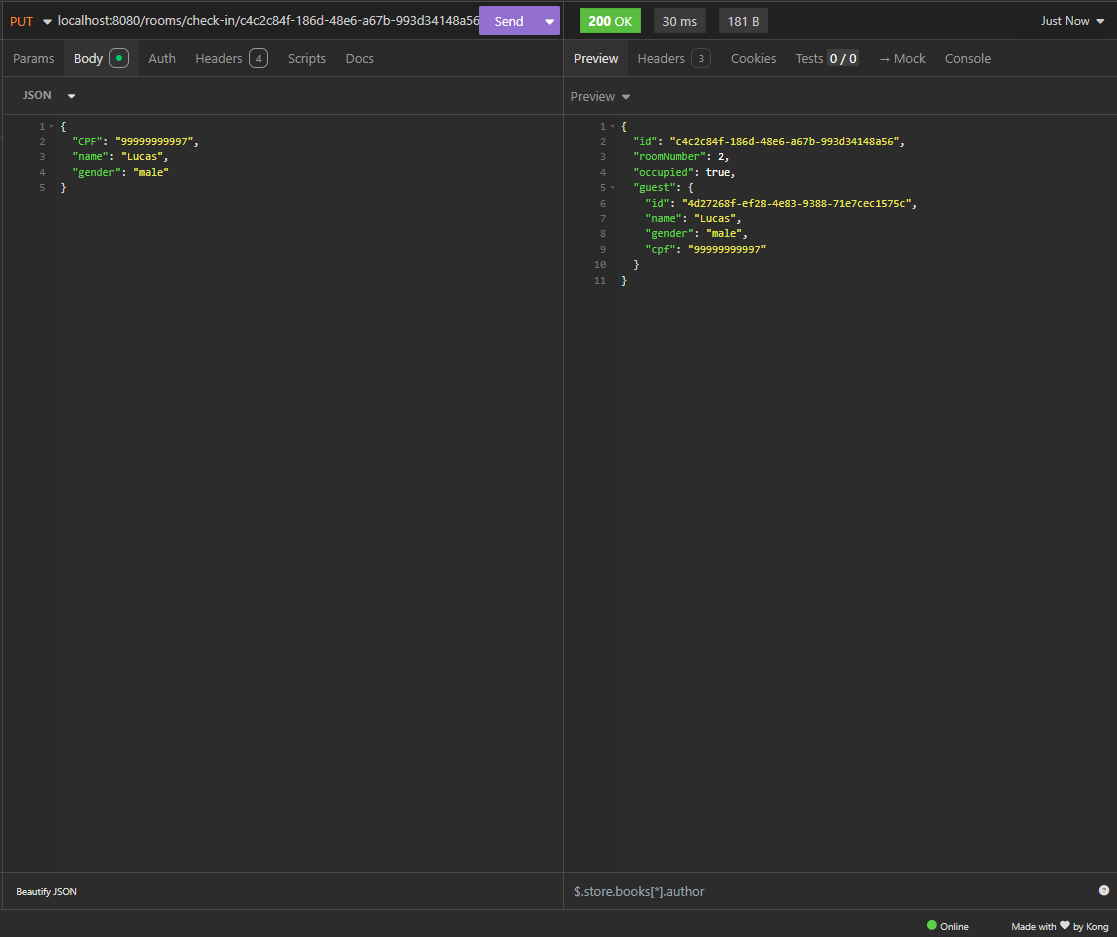 PUT localhost:8080/rooms/check-in/c4c2c84f-186d-48e6-a67b-993d34148a56 Send
200 OK 30 ms 181 B Just Now
Params Body Auth Headers 4 Scripts Docs
Preview Headers 3 Cookies Tests 0 / 0 → Mock Console
JSON
Preview
1 {
2 "CPF": "99999999997",
3 "name": "Lucas",
4 "gender": "male"
5 }
1 {
2 "id": "c4c2c84f-186d-48e6-a67b-993d34148a56",
3 "roomNumber": 2,
4 "occupied": true,
5 "guest": {
6 "id": "4d27268f-ef28-4e83-9388-71e7cec1575c",
7 "name": "Lucas",
8 "gender": "male",
9 "cpf": "99999999997"
10 }
11 }
Beautify JSON
$.store.books[*].author
Online Made with ♥ by Kong